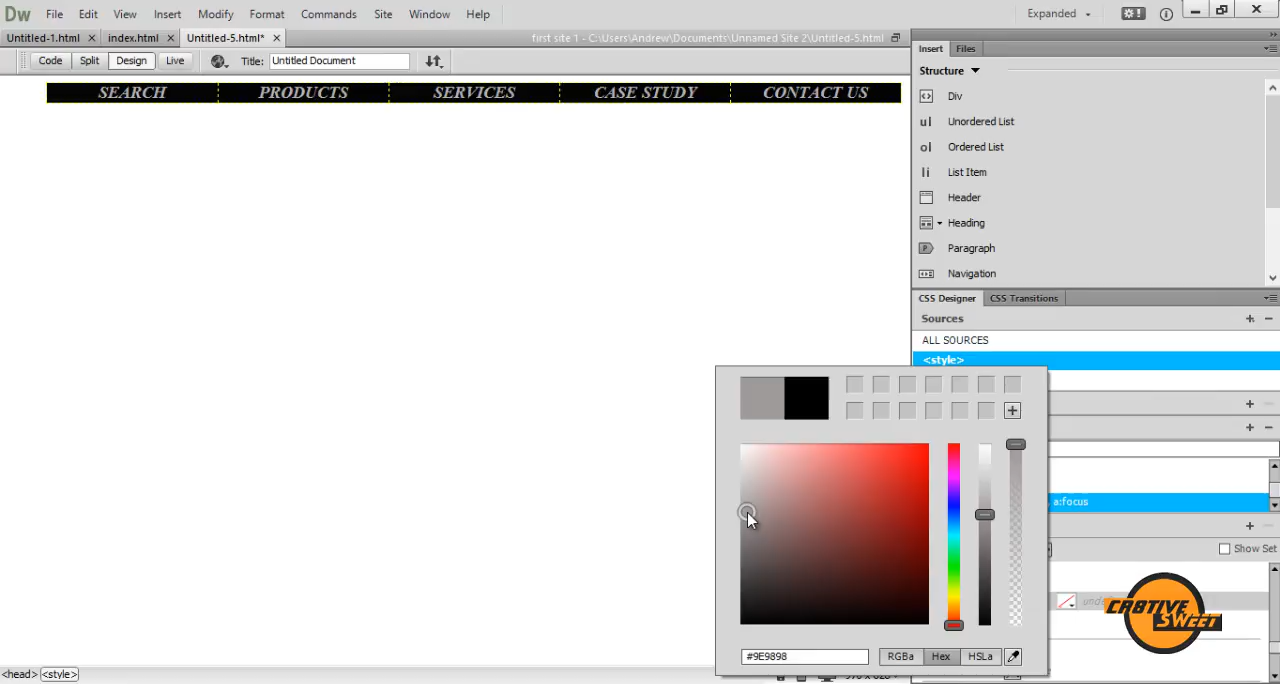 Dw File Edit View Insert Modify Format Commands Site Window Help Expanded
Untitled-1.html index.html Untitled-5.html* first site 1 - C:\Users\Andrew\Documents\Unnamed Site 2\Untitled-5.html
Code Split Design Live Title: Untitled Document
SEARCH PRODUCTS SERVICES CASE STUDY CONTACT US
Insert Files
Structure
Div
ul Unordered List
ol Ordered List
li List Item
Header
Heading
P Paragraph
Navigation
CSS Designer CSS Transitions
Sources
ALL SOURCES
<style>
a:focus
Show Set
CR8TIVE
SWEET
#9E9898 RGBa Hex HSLa
<head> <style>